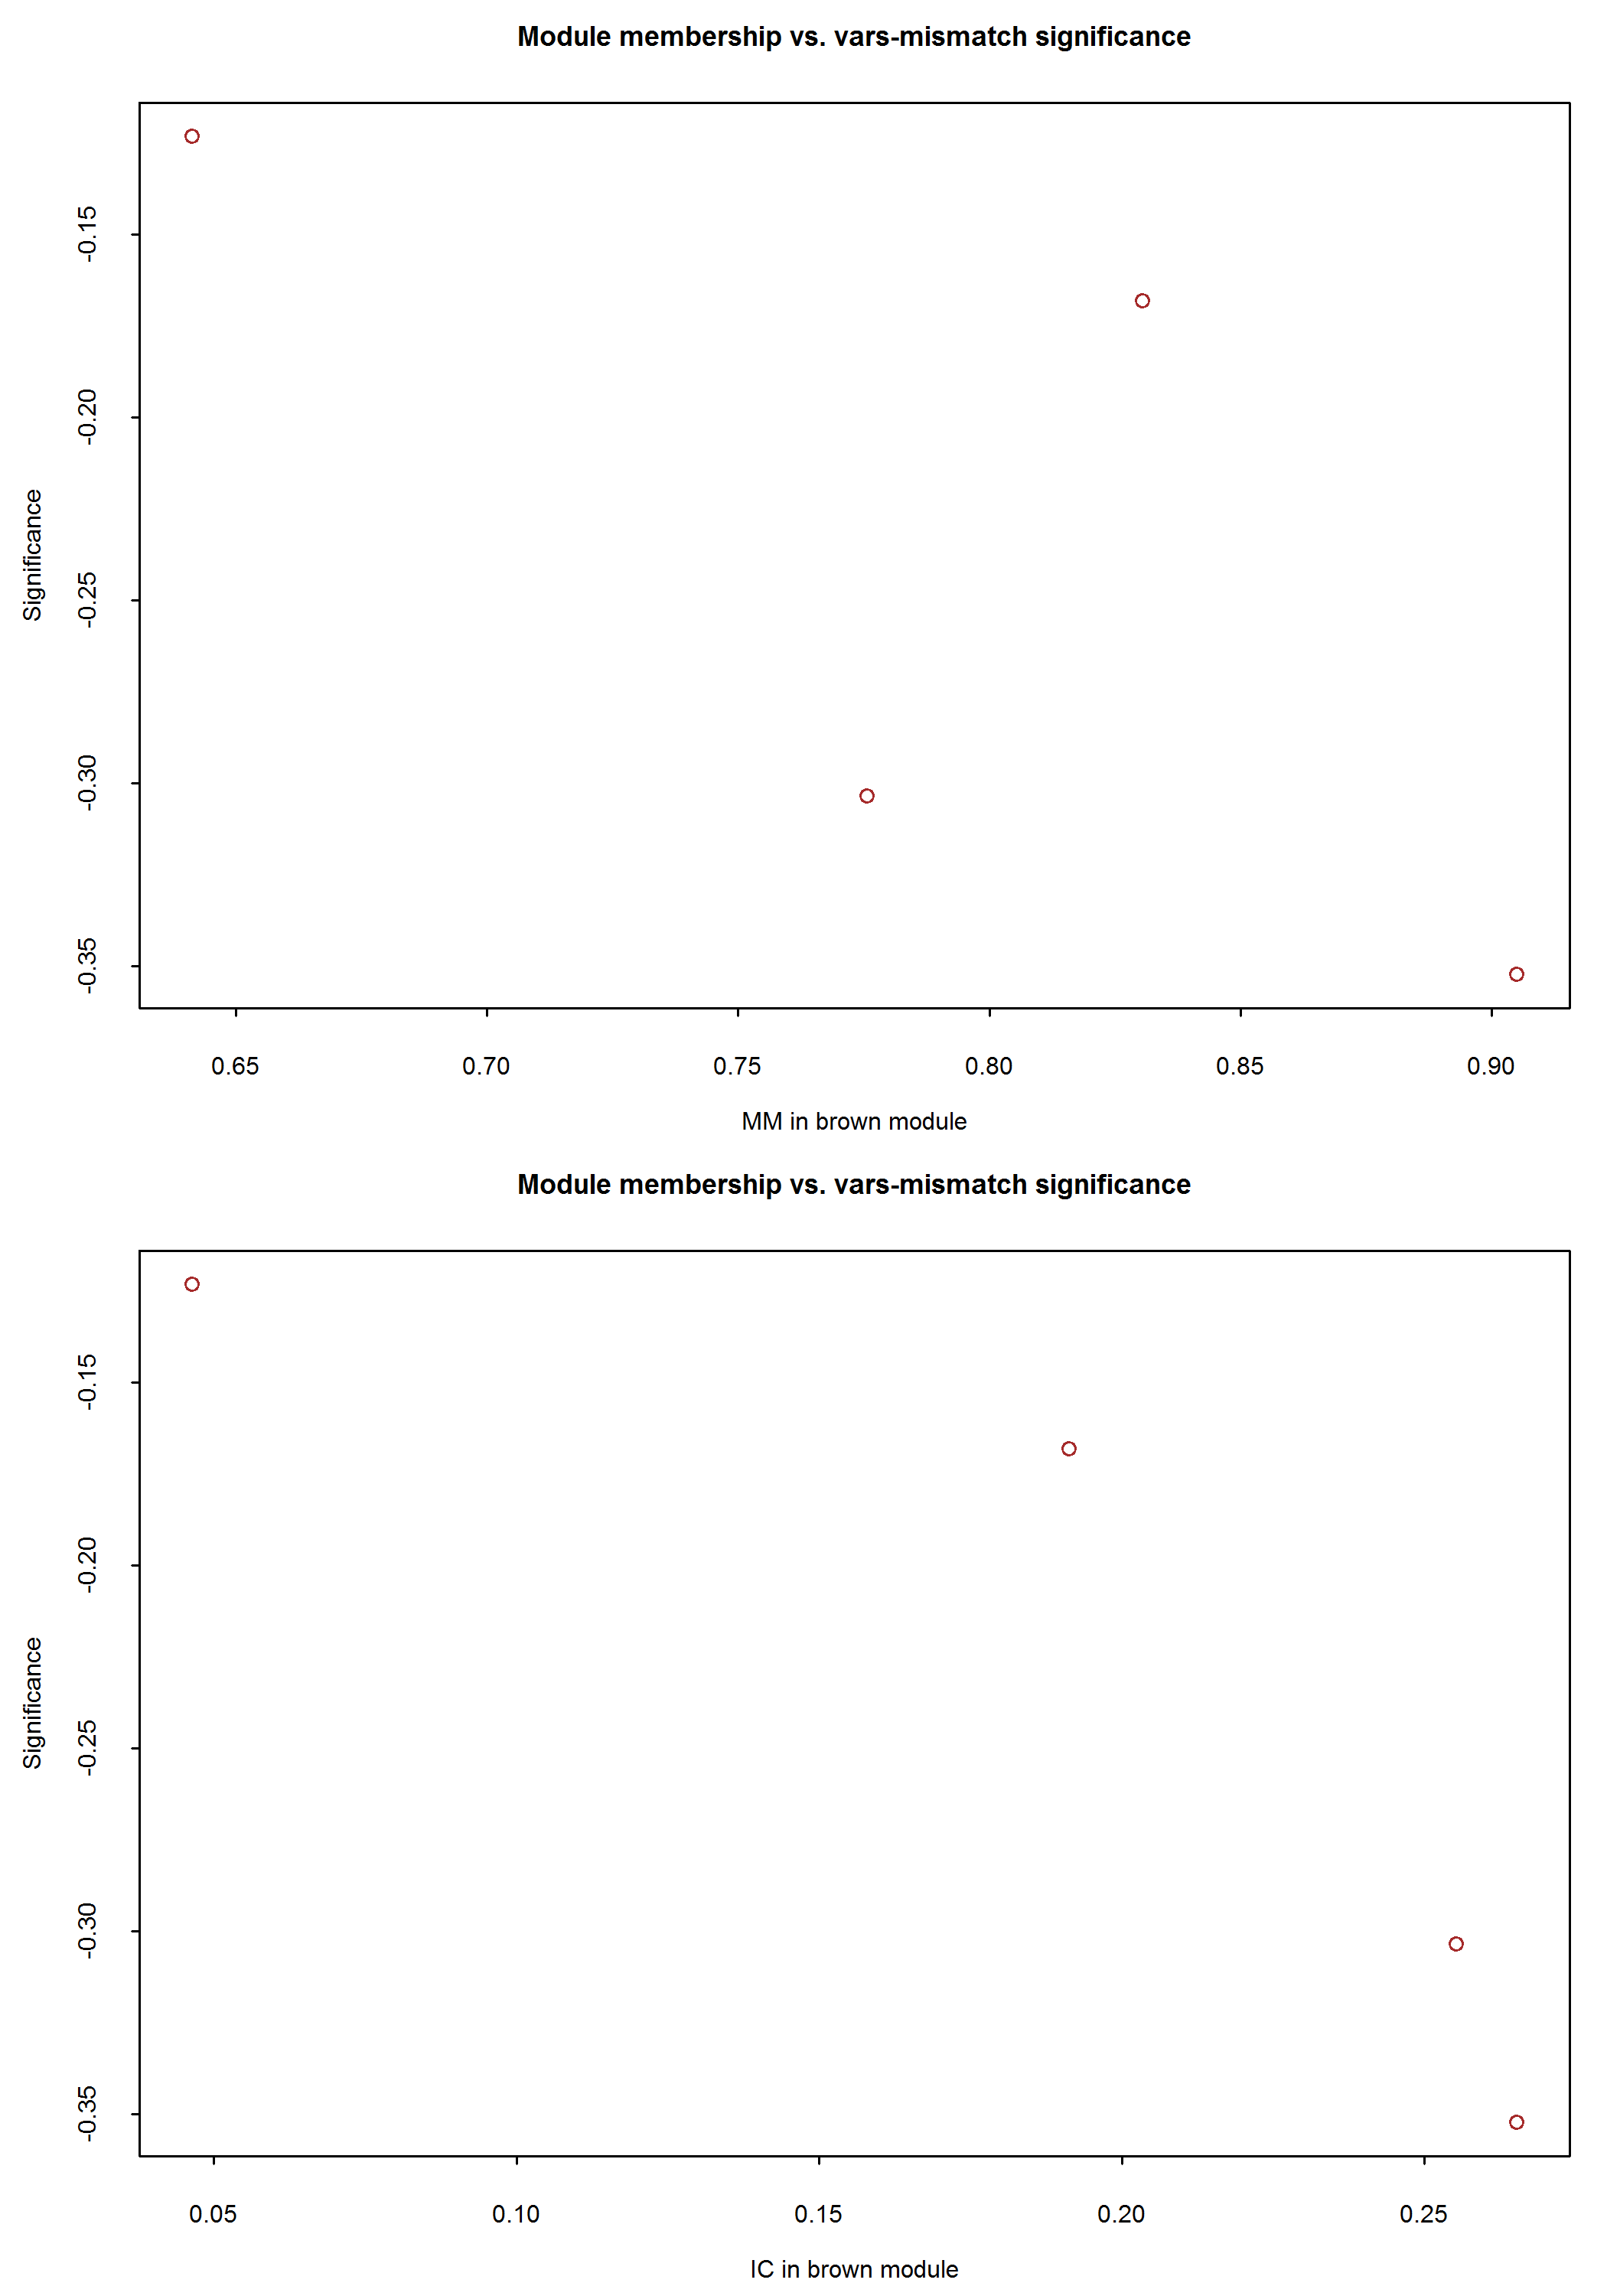 Module membership vs. vars-mismatch significance
Significance
-0.15
-0.20
-0.25
-0.30
-0.35
0.65 0.70 0.75 0.80 0.85 0.90
MM in brown module
Module membership vs. vars-mismatch significance
Significance
-0.15
-0.20
-0.25
-0.30
-0.35
0.05 0.10 0.15 0.20 0.25
IC in brown module